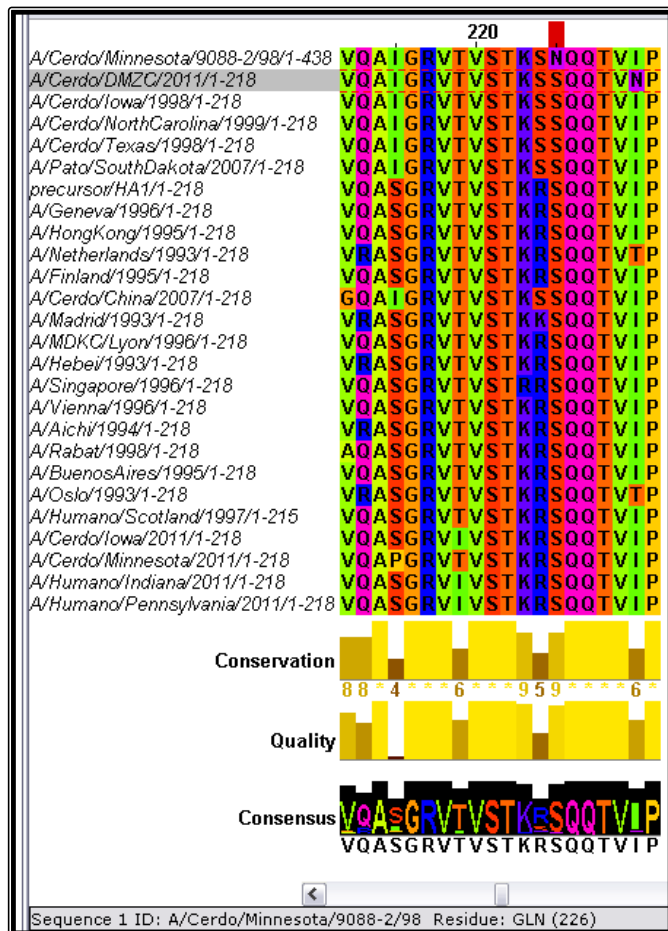 220
A/Cerdo/Minnesota/9088-2/98/1-438 VQAIGRVTVSTKSNQQTVIP
A/Cerdo/DMZC/2011/1-218 VQAIGRVTVSTKSSQQTVNP
A/Cerdo/Iowa/1998/1-218 VQAIGRVTVSTKSSQQTVIP
A/Cerdo/NorthCarolina/1999/1-218 VQAIGRVTVSTKSSQQTVIP
A/Cerdo/Texas/1998/1-218 VQAIGRVTVSTKSSQQTVIP
A/Pato/SouthDakota/2007/1-218 VQAIGRVTVSTKSSQQTVIP
precursor/HA1/1-218 VQASGRVTVSTKRSQQTVIP
A/Geneva/1996/1-218 VQASGRVTVSTKRSQQTVIP
A/HongKong/1995/1-218 VQASGRVTVSTKRSQQTVIP
A/Netherlands/1993/1-218 VRASGRVTVSTKRSQQTVTP
A/Finland/1995/1-218 VQASGRVTVSTKRSQQTVIP
A/Cerdo/China/2007/1-218 GQAIGRVTVSTKSSQQTVIP
A/Madrid/1993/1-218 VRASGRVTVSTKKSQQTVIP
A/MDKC/Lyon/1996/1-218 VQASGRVTVSTKRSQQTVIP
A/Hebei/1993/1-218 VRASGRVTVSTKRSQQTVIP
A/Singapore/1996/1-218 VQASGRVTVSTRRSQQTVIP
A/Vienna/1996/1-218 VQASGRVTVSTKRSQQTVIP
A/Aichi/1994/1-218 VRASGRVTVSTKRSQQTVIP
A/Rabat/1998/1-218 AQASGRVTVSTKRSQQTVIP
A/BuenosAires/1995/1-218 VQASGRVTVSTKRSQQTVIP
A/Oslo/1993/1-218 VRASGRVTVSTKRSQQTVTP
A/Humano/Scotland/1997/1-215 VQASGRVTVSTKRSQQTVIP
A/Cerdo/Iowa/2011/1-218 VQASGRVIVSTKRSQQTVIP
A/Cerdo/Minnesota/2011/1-218 VQAPGRVTVSTKRSQQTVIP
A/Humano/Indiana/2011/1-218 VQASGRVIVSTKRSQQTVIP
A/Humano/Pennsylvania/2011/1-218 VQASGRVIVSTKRSQQTVIP
Conservation
88*4***6***959****6*
Quality
Consensus VQASGRVTVSTKRSQQTVIP
VQASGRVTVSTKRSQQTVIP
Sequence 1 ID: A/Cerdo/Minnesota/9088-2/98 Residue: GLN (226)